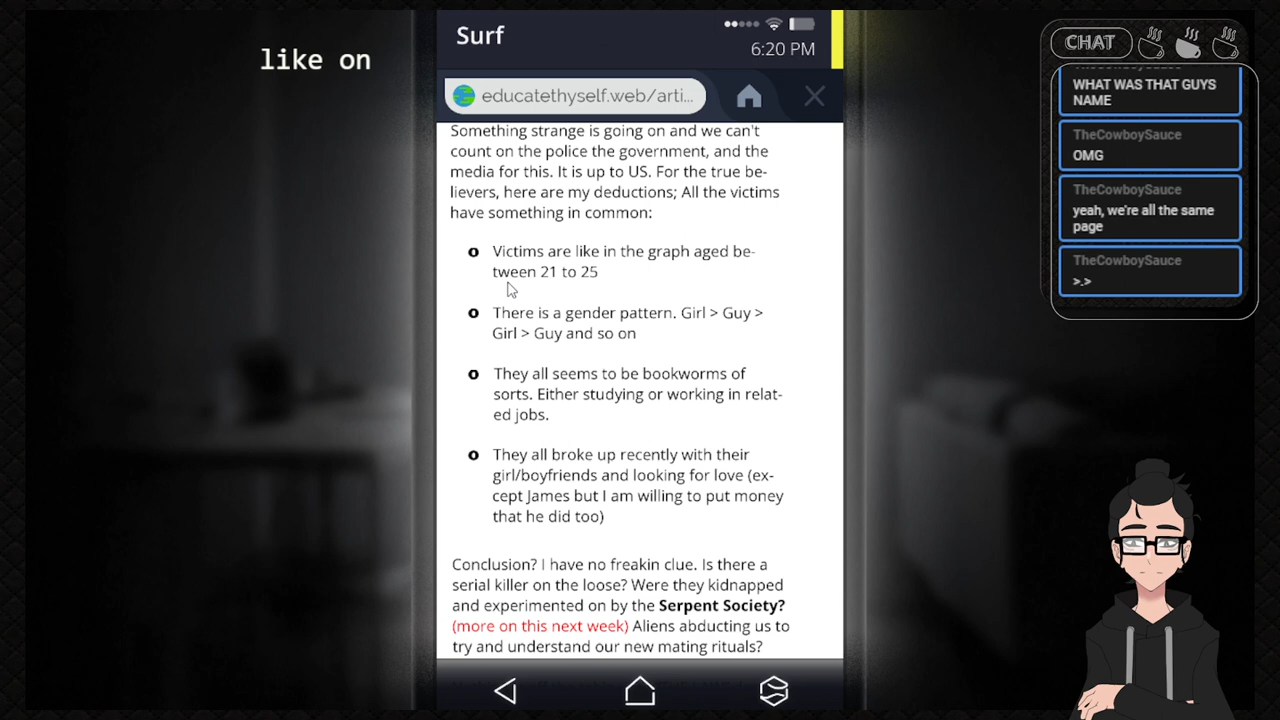 like on
Surf
6:20 PM
educatethyself.web/arti...
Something strange is going on and we can't
count on the police the government, and the
media for this. It is up to US. For the true be-
lievers, here are my deductions; All the victims
have something in common:
o Victims are like in the graph aged be-
tween 21 to 25
o There is a gender pattern. Girl > Guy >
Girl > Guy and so on
o They all seems to be bookworms of
sorts. Either studying or working in relat-
ed jobs.
o They all broke up recently with their
girl/boyfriends and looking for love (ex-
cept James but I am willing to put money
that he did too)
Conclusion? I have no freakin clue. Is there a
serial killer on the loose? Were they kidnapped
and experimented on by the Serpent Society?
(more on this next week) Aliens abducting us to
try and understand our new mating rituals?
CHAT
WHAT WAS THAT GUYS
NAME
TheCowboySauce
OMG
TheCowboySauce
yeah, we're all the same
page
TheCowboySauce
>.>